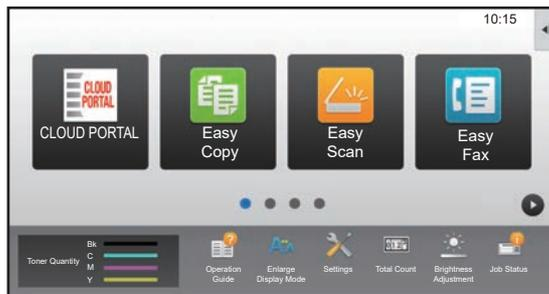 10:15
CLOUD
PORTAL
CLOUD PORTAL
Easy
Copy
Easy
Scan
Easy
Fax
Toner Quantity
Bk
C
M
Y
Operation
Guide
Enlarge
Display Mode
Settings
Total Count
Brightness
Adjustment
Job Status